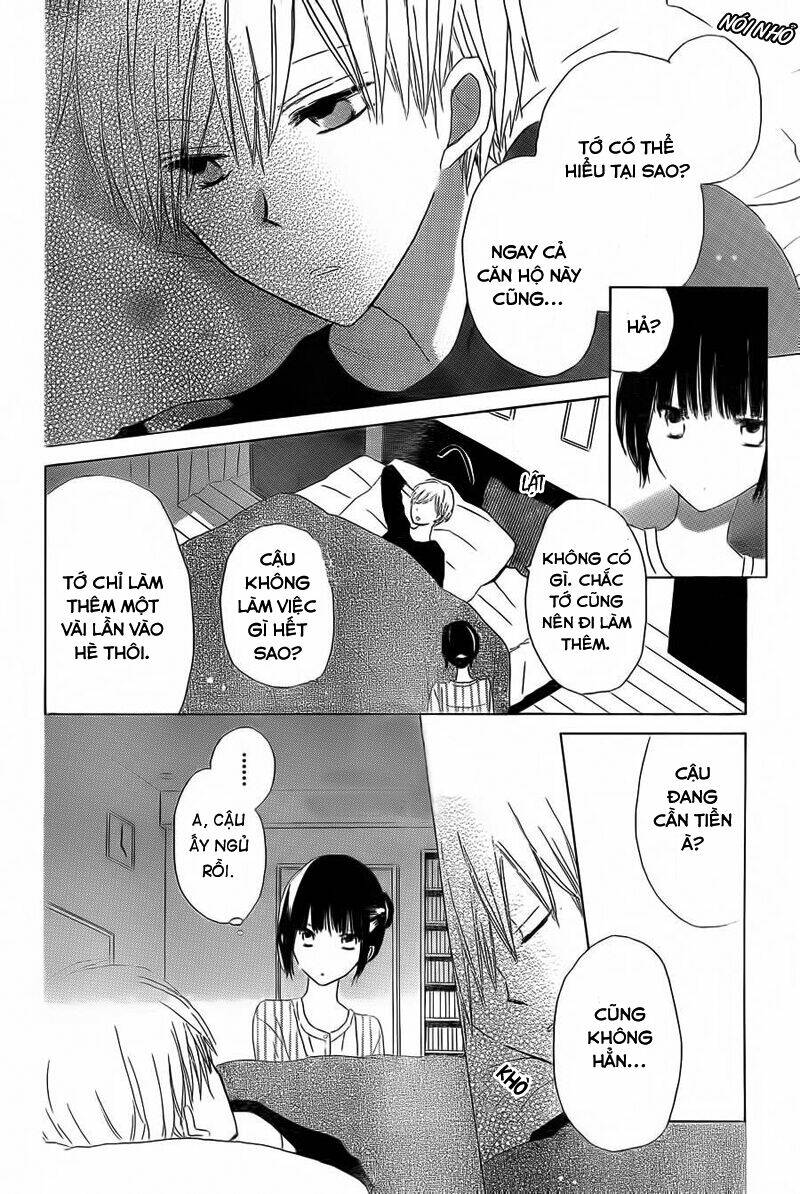 NÓI NHỎ
TỚ CÓ THỂ
HIỂU TẠI SAO?
NGAY CẢ
CĂN HỘ NÀY
CŨNG...
HẢ?
LẬT
KHÔNG CÓ
GÌ. CHẮC
TỚ CŨNG
NÊN ĐI LÀM
THÊM.
CẬU
KHÔNG
LÀM VIỆC
GÌ HẾT
SAO?
TỚ CHỈ LÀM
THÊM MỘT
VÀI LẦN VÀO
HÈ THÔI.
CẬU
ĐANG
CẦN TIỀN
À?
CŨNG
KHÔNG
HẲN...
KHÒ
........
A, CẬU
ẤY NGỦ
RỒI.